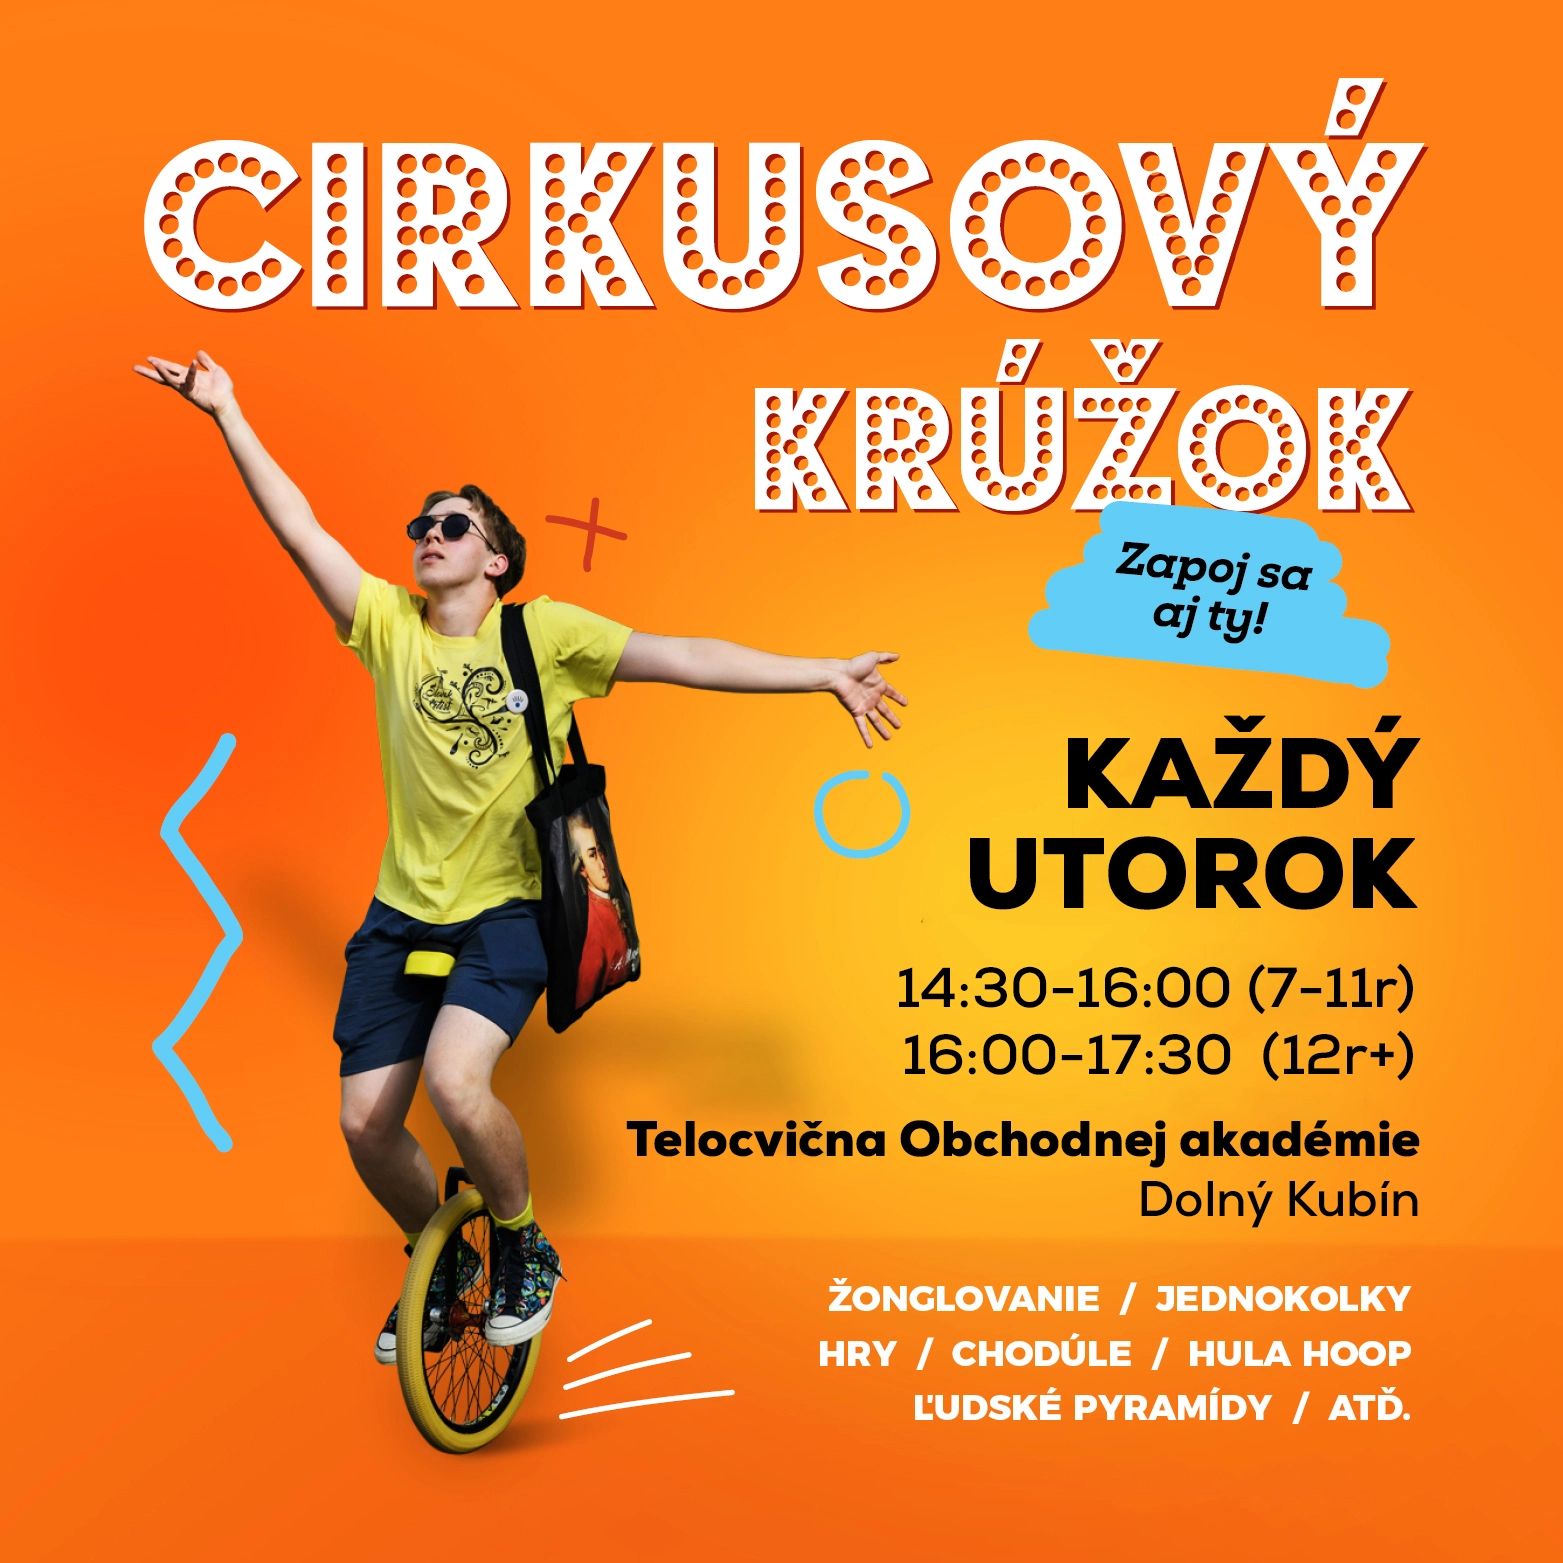 CIRKUSOVÝ
KRÚŽOK
Zapoj sa
aj ty!
KAŽDÝ
UTOROK
14:30-16:00 (7-11r)
16:00-17:30 (12r+)
Telocvična Obchodnej akadémie
Dolný Kubín
ŽONGLOVANIE / JEDNOKOLKY
HRY / CHODÚLE / HULA HOOP
ĽUDSKÉ PYRAMÍDY / ATĎ.